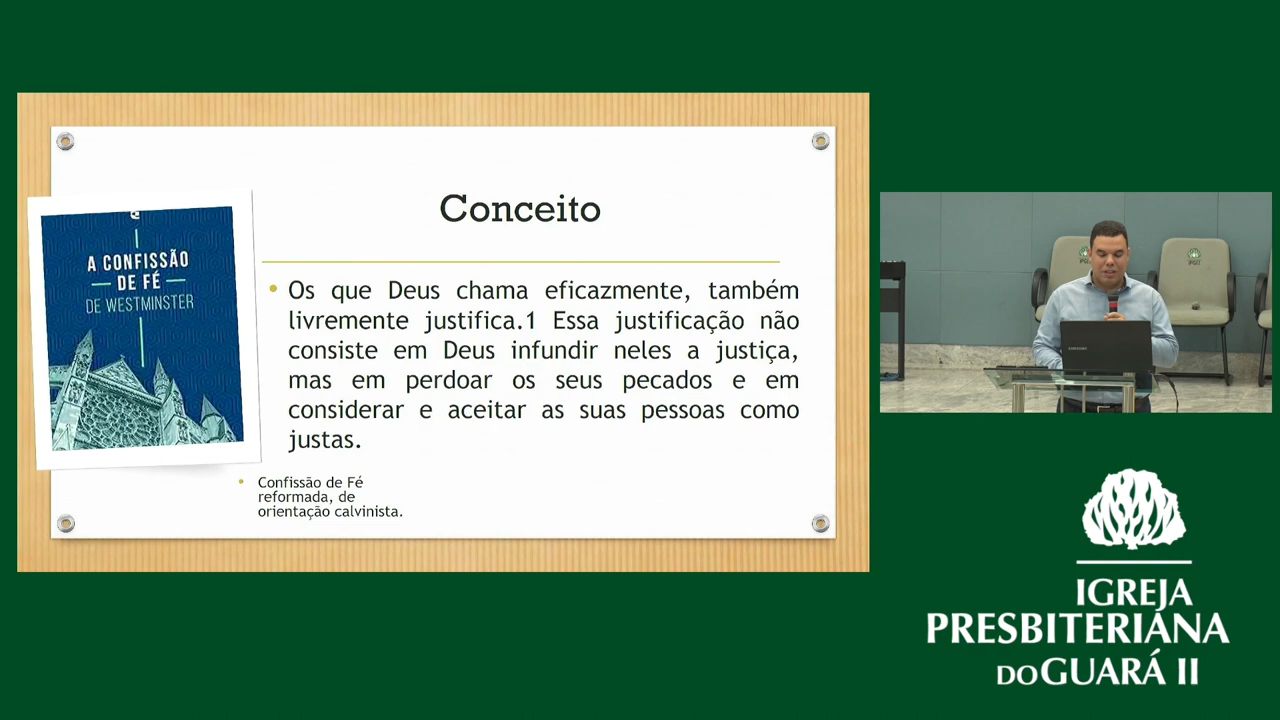 A CONFISSÃO
DE FÉ
DE WESTMINSTER
Conceito
Os que Deus chama eficazmente, também
livremente justifica.1 Essa justificação não
consiste em Deus infundir neles a justiça,
mas em perdoar os seus pecados e em
considerar e aceitar as suas pessoas como
justas.
Confissão de Fé
reformada, de
orientação calvinista.
SAMSUNG
IGREJA
PRESBITERIANA
DO GUARÁ II